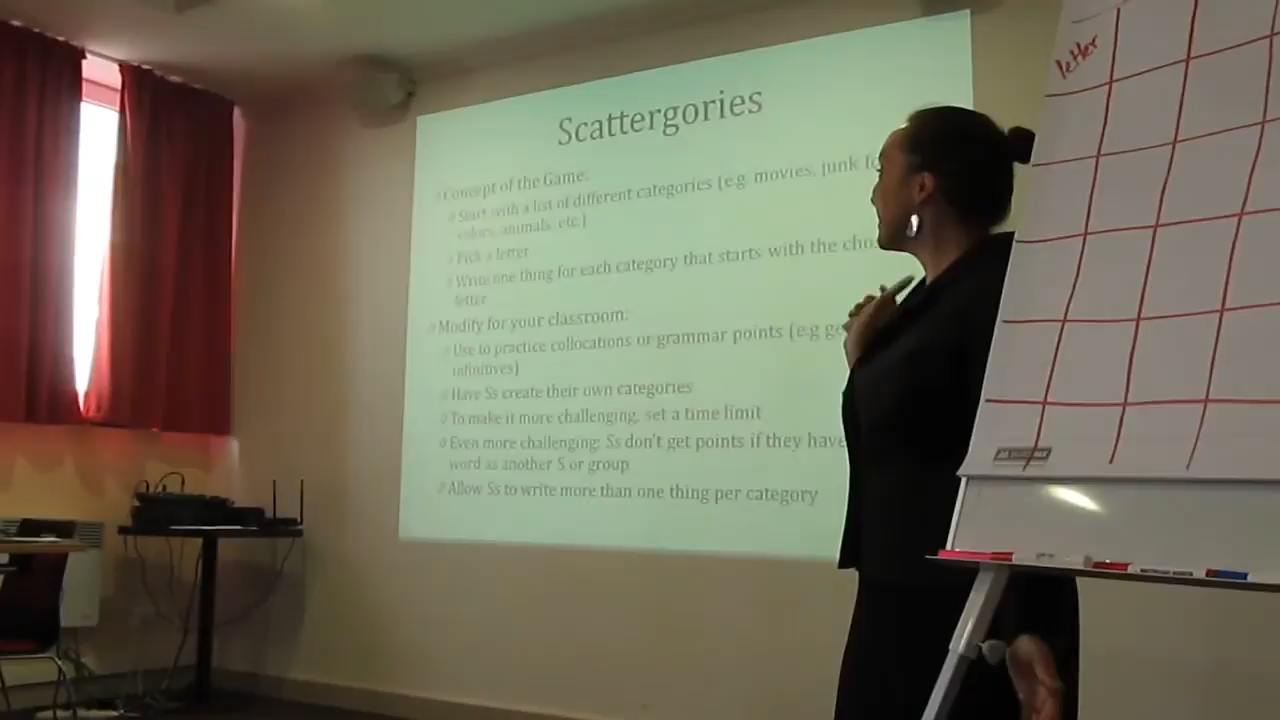 Scattergories
Concept of the Game:
Start with a list of different categories (e.g. movies, junk
colors, animals, etc.)
Pick a letter
Write one thing for each category that starts with the
letter
Modify for your classroom:
Use to practice collocations or grammar points (e.g
infinitives)
Have Ss create their own categories
To make it more challenging, set a time limit
Even more challenging: Ss don't get points if they have
word as another S or group
Allow Ss to write more than one thing per category
letter